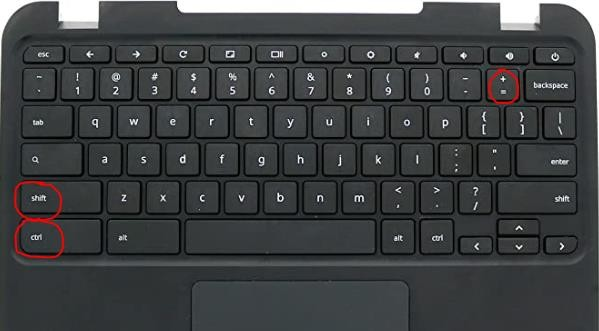 esc
~ ! @ # $ % ^ & * ( ) _ +
` 1 2 3 4 5 6 7 8 9 0 - = backspace
tab q w e r t y u i o p { } |
[ ] \
a s d f g h j k l : "
; ' enter
shift z x c v b n m < > ? shift
, . /
ctrl alt alt ctrl